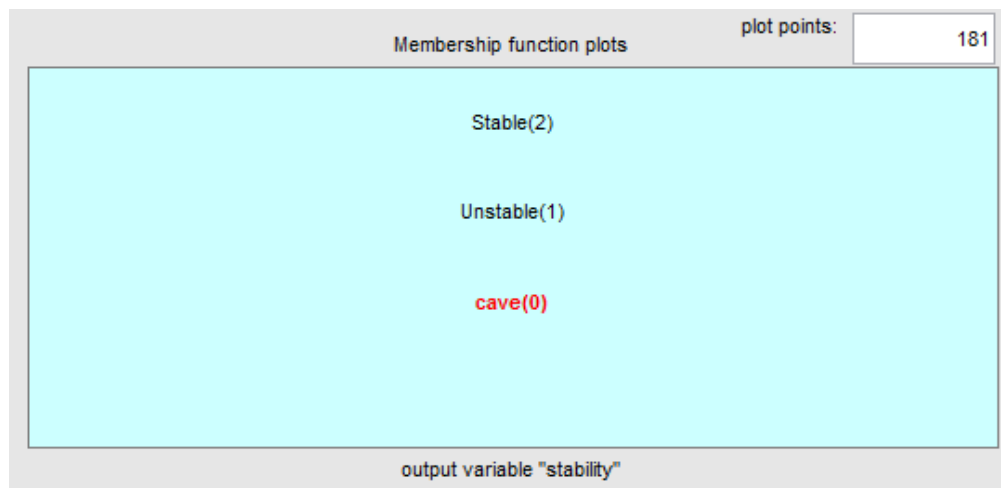 Membership function plots
plot points:
181
Stable(2)
Unstable(1)
cave(0)
output variable "stability"